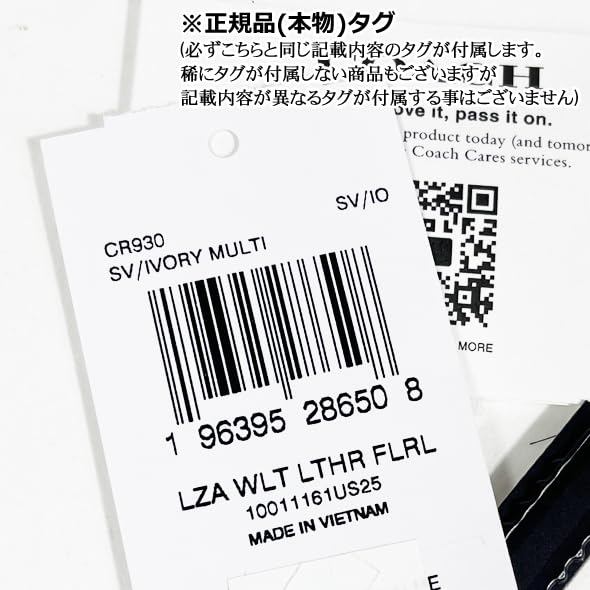 ※正規品(本物)タグ
(必ずこちらと同じ記載内容のタグが付属します。
稀にタグが付属しない商品もございますが
記載内容が異なるタグが付属する事はございません)
ove it, pass it on.
product today (and tomor
Coach Cares services.
MORE
SV/IO
CR930
SV/IVORY MULTI
1 96395 28650 8
LZA WLT LTHR FLRL
10011161US25
MADE IN VIETNAM
E